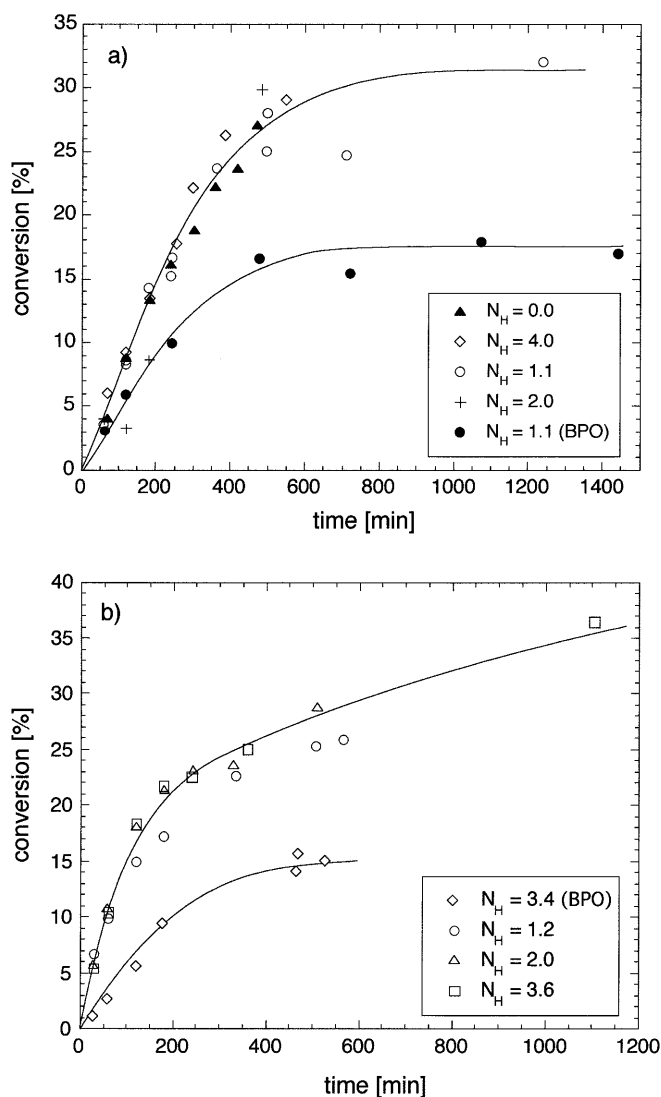 a)
35
30
25
20
15
10
5
0
conversion [%]
N_H = 0.0
N_H = 4.0
N_H = 1.1
N_H = 2.0
N_H = 1.1 (BPO)
0 200 400 600 800 1000 1200 1400
time [min]
b)
40
35
30
25
20
15
10
5
0
conversion [%]
N_H = 3.4 (BPO)
N_H = 1.2
N_H = 2.0
N_H = 3.6
0 200 400 600 800 1000 1200
time [min]